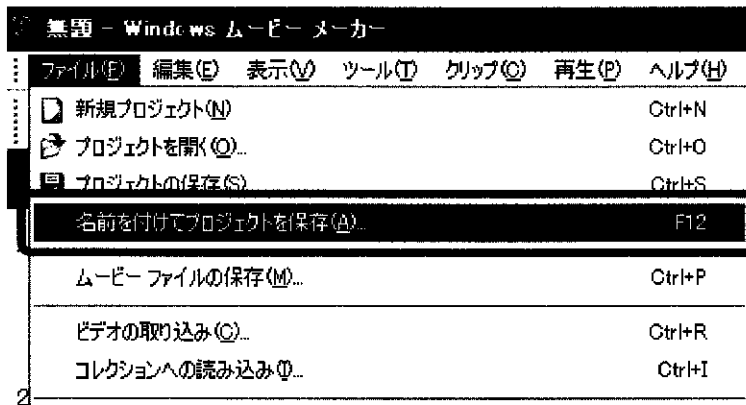 無題 - Windows ムービー メーカー
ファイル(F) 編集(E) 表示(V) ツール(T) クリップ(C) 再生(P) ヘルプ(H)
新規プロジェクト(N) Ctrl+N
プロジェクトを開く(O)... Ctrl+O
プロジェクトの保存(S) Ctrl+S
名前を付けてプロジェクトを保存(A)... F12
ムービー ファイルの保存(M)... Ctrl+P
ビデオの取り込み(C)... Ctrl+R
コレクションへの読み込み(I)... Ctrl+I
2